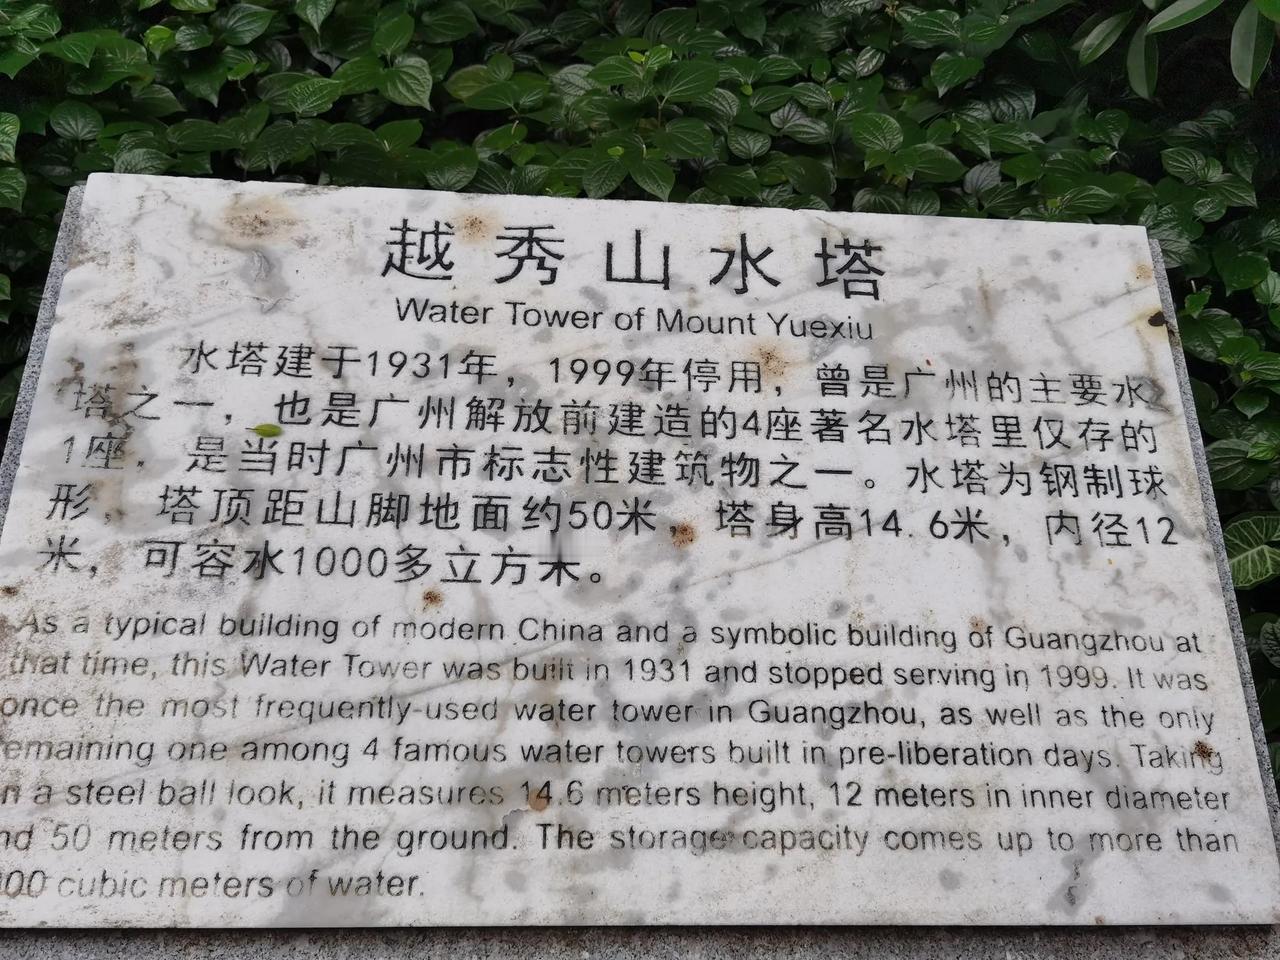 越秀山水塔
Water Tower of Mount Yuexiu
水塔建于1931年，1999年停用，曾是广州的主要水
塔之一，也是广州解放前建造的4座著名水塔里仅存的
1座，是当时广州市标志性建筑物之一。水塔为钢制球
形，塔顶距山脚地面约50米，塔身高14.6米，内径12
米，可容水1000多立方米。
As a typical building of modern China and a symbolic building of Guangzhou at
that time, this Water Tower was built in 1931 and stopped serving in 1999. It was
once the most frequently-used water tower in Guangzhou, as well as the only
emaining one among 4 famous water towers built in pre-liberation days. Taking
n a steel ball look, it measures 14.6 meters height, 12 meters in inner diameter
nd 50 meters from the ground. The storage capacity comes up to more than
00 cubic meters of water.